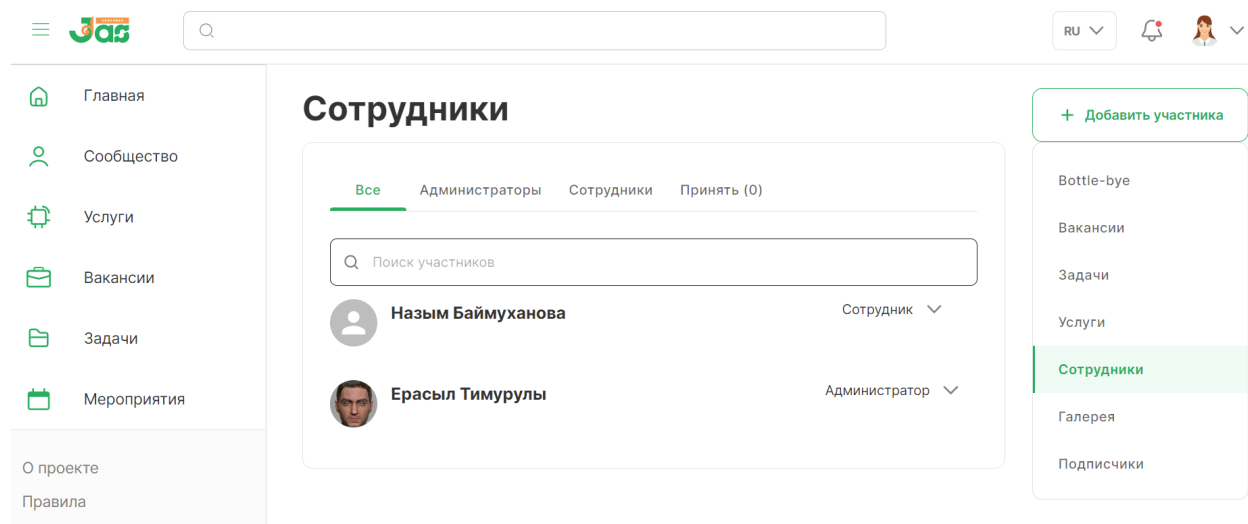 Jas
RU
Главная
Сообщество
Услуги
Вакансии
Задачи
Мероприятия
О проекте
Правила
Сотрудники
Все Администраторы Сотрудники Принять (0)
Поиск участников
Назым Баймуханова Сотрудник
Ерасыл Тимурулы Администратор
+ Добавить участника
Bottle-bye
Вакансии
Задачи
Услуги
Сотрудники
Галерея
Подписчики